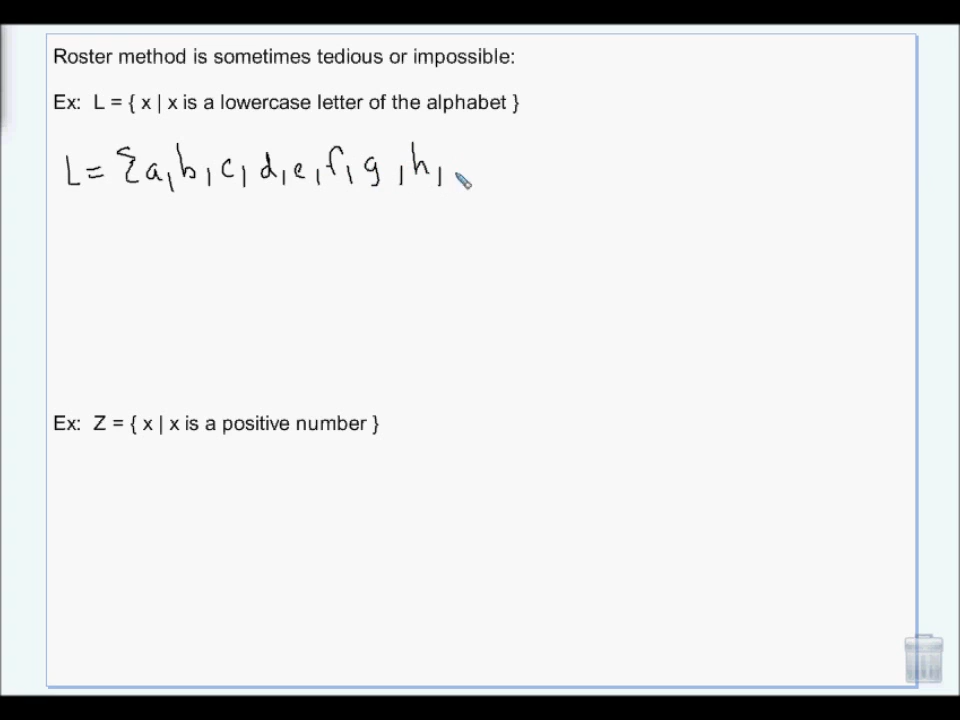 Roster method is sometimes tedious or impossible:
Ex: L = { x | x is a lowercase letter of the alphabet }
L = { a, b, c, d, e, f, g, h,
Ex: Z = { x | x is a positive number }